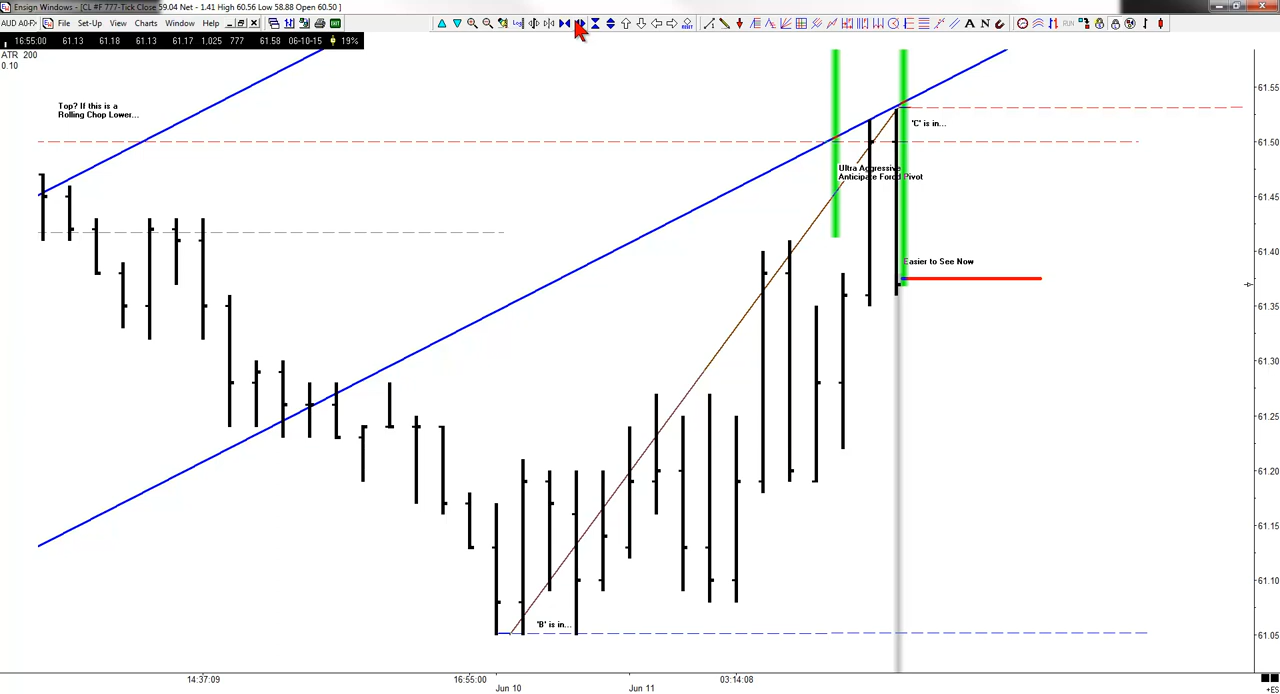 Ensign Windows - [CL #F 777-Tick Close 59.04 Net - 1.41 High 60.56 Low 58.88 Open 60.50 ]
AUD A0-FX File Set-Up View Charts Window Help
16:55:00 61.13 61.18 61.13 61.17 1,025 777 61.58 06-10-15 19%
ATR 200
0.10
Top? If this is a
Rolling Chop Lower...
'C' is in...
Ultra Aggressive
Anticipate Forcd Pivot
Easier to See Now
'B' is in...
61.55
61.50
61.45
61.40
61.35
61.30
61.25
61.20
61.15
61.10
61.05
14:37:09 16:55:00 03:14:08
Jun 10 Jun 11
+ES